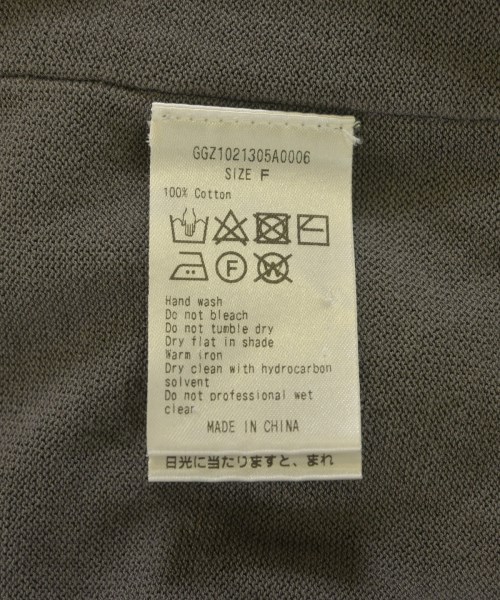 GGZ1021305A0006
SIZE F
100% Cotton
F W
Hand wash
Do not bleach
Do not tumble dry
Dry flat in shade
Warm iron
Dry clean with hydrocarbon
solvent
Do not professional wet
clear
MADE IN CHINA
日光に当たりますと、まれ